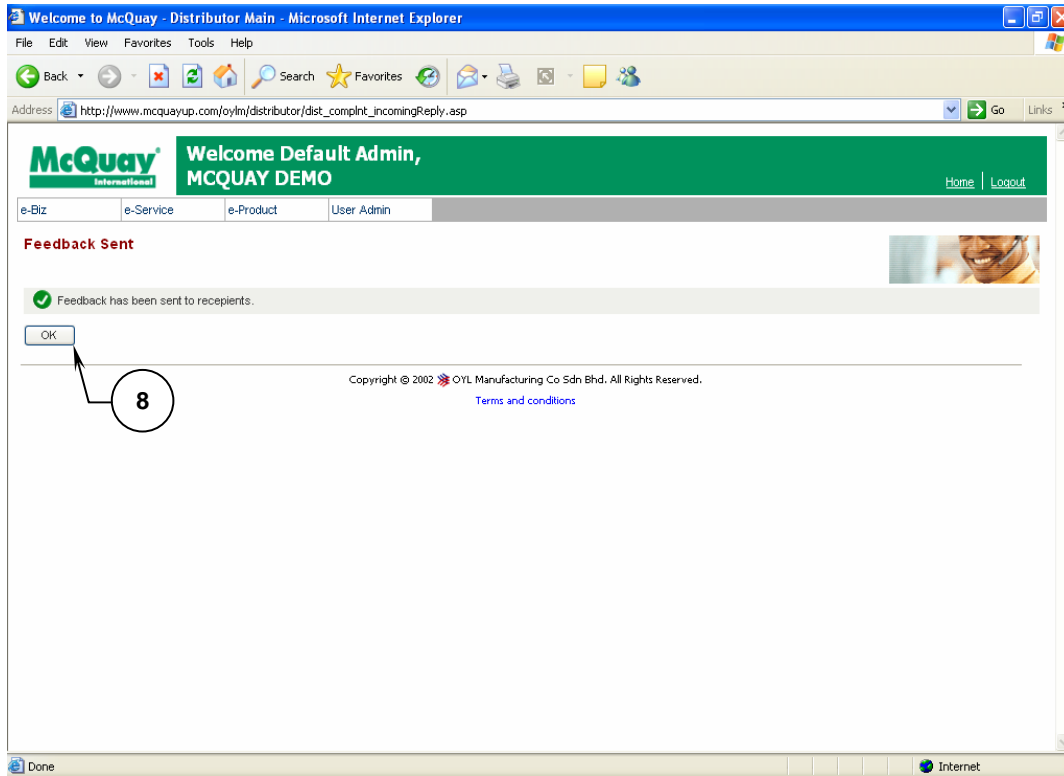 Welcome to McQuay - Distributor Main - Microsoft Internet Explorer
File Edit View Favorites Tools Help
Back Search Favorites
Address http://www.mcquayup.com/oylm/distributor/dist_complnt_incomingReply.asp Go Links
McQuay International
Welcome Default Admin,
MCQUAY DEMO
Home | Logout
e-Biz e-Service e-Product User Admin
Feedback Sent
Feedback has been sent to recepients.
OK
8
Copyright © 2002 OYL Manufacturing Co Sdn Bhd. All Rights Reserved.
Terms and conditions
Done Internet